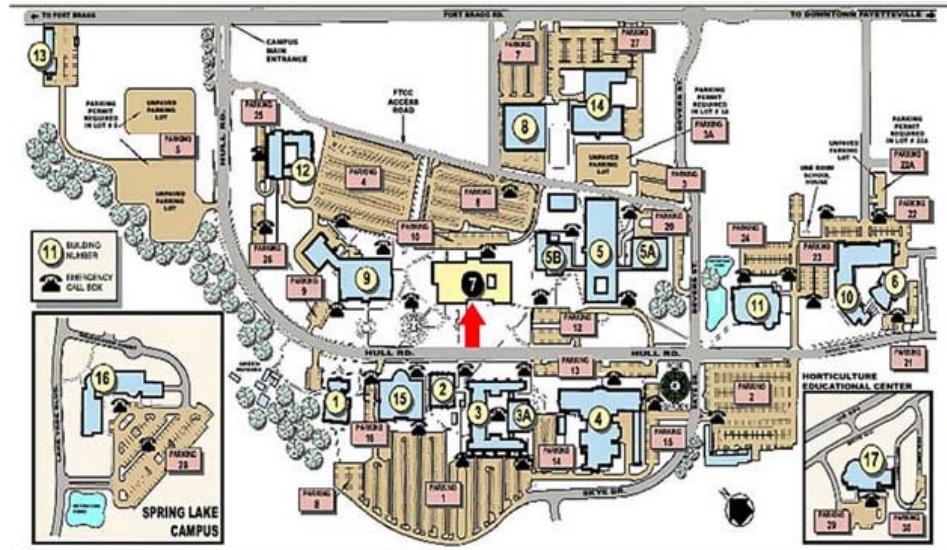 TO FORT BRAGG
FORT BRAGG RD.
TO DOWNTOWN FAYETTEVILLE
13
CAMPUS
MAIN
ENTRANCE
PARKING
7
PARKING
27
PARKING
PERMIT
REQUIRED
IN LOT # 5
UNPAVED
PARKING
LOT
PARKING
5
UNPAVED
PARKING
LOT
HULL RD.
PARKING
25
FTCC
ACCESS
ROAD
8
14
PARKING
PERMIT
REQUIRED
PARKING
3A
DEVERS ST.
UNPAVED
PARKING LOT
PARKING
3
PARKING
PERMIT
REQUIRED
IN LOT # 22A
UNPAVED
PARKING
LOT
PARKING
22A
ONE ROOM
SCHOOL
HOUSE
PARKING
22
12
PARKING
4
PARKING
6
PARKING
10
PARKING
26
PARKING
9
9
7
5B
5
5A
PARKING
20
PARKING
24
PARKING
23
11
10
6
PARKING
21
11
BUILDING
NUMBER
EMERGENCY
CALL BOX
PARKING
12
HULL RD.
HULL RD.
PARKING
13
1
15
2
3
3A
4
PARKING
16
PARKING
8
PARKING
1
PARKING
14
PARKING
15
PARKING
2
SKYE DR.
N
16
PARKING
28
SPRING LAKE
CAMPUS
HORTICULTURE
EDUCATIONAL CENTER
17
PARKING
29
PARKING
30